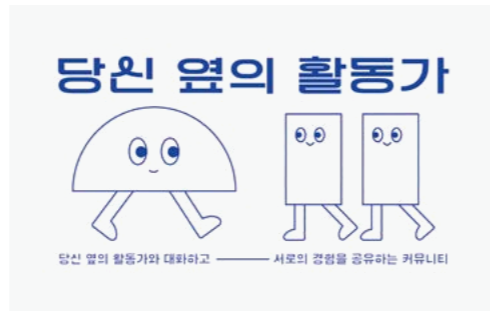 당신 옆의 활동가
당신 옆의 활동가와 대화하고 ─── 서로의 경험을 공유하는 커뮤니티